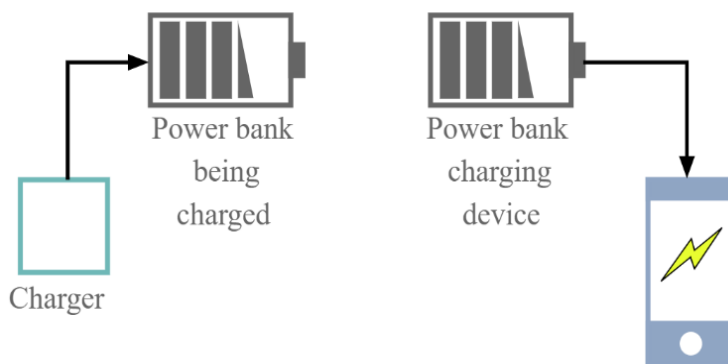 Power bank
being
charged
Power bank
charging
device
Charger